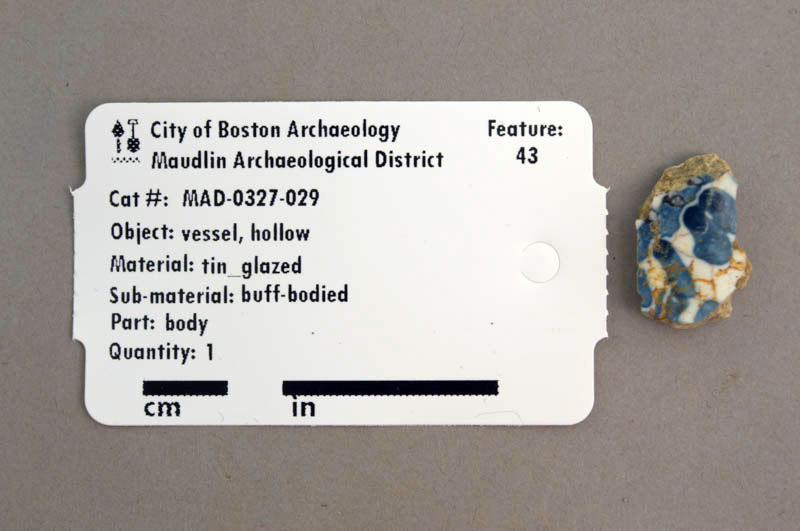 City of Boston Archaeology
Maudlin Archaeological District
Feature:
43
Cat #: MAD-0327-029
Object: vessel, hollow
Material: tin_glazed
Sub-material: buff-bodied
Part: body
Quantity: 1
cm in